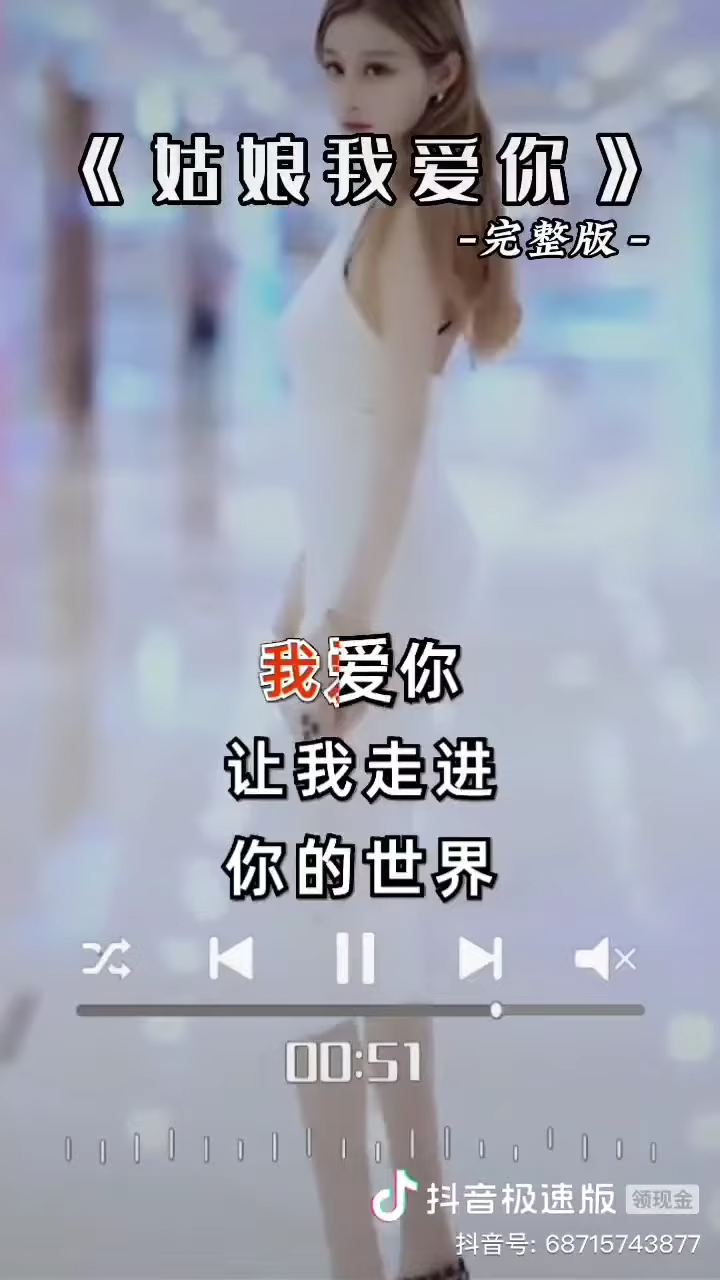 《姑娘我爱你》
-完整版-
我爱你
让我走进
你的世界
00:51
抖音极速版 领现金
抖音号: 68715743877